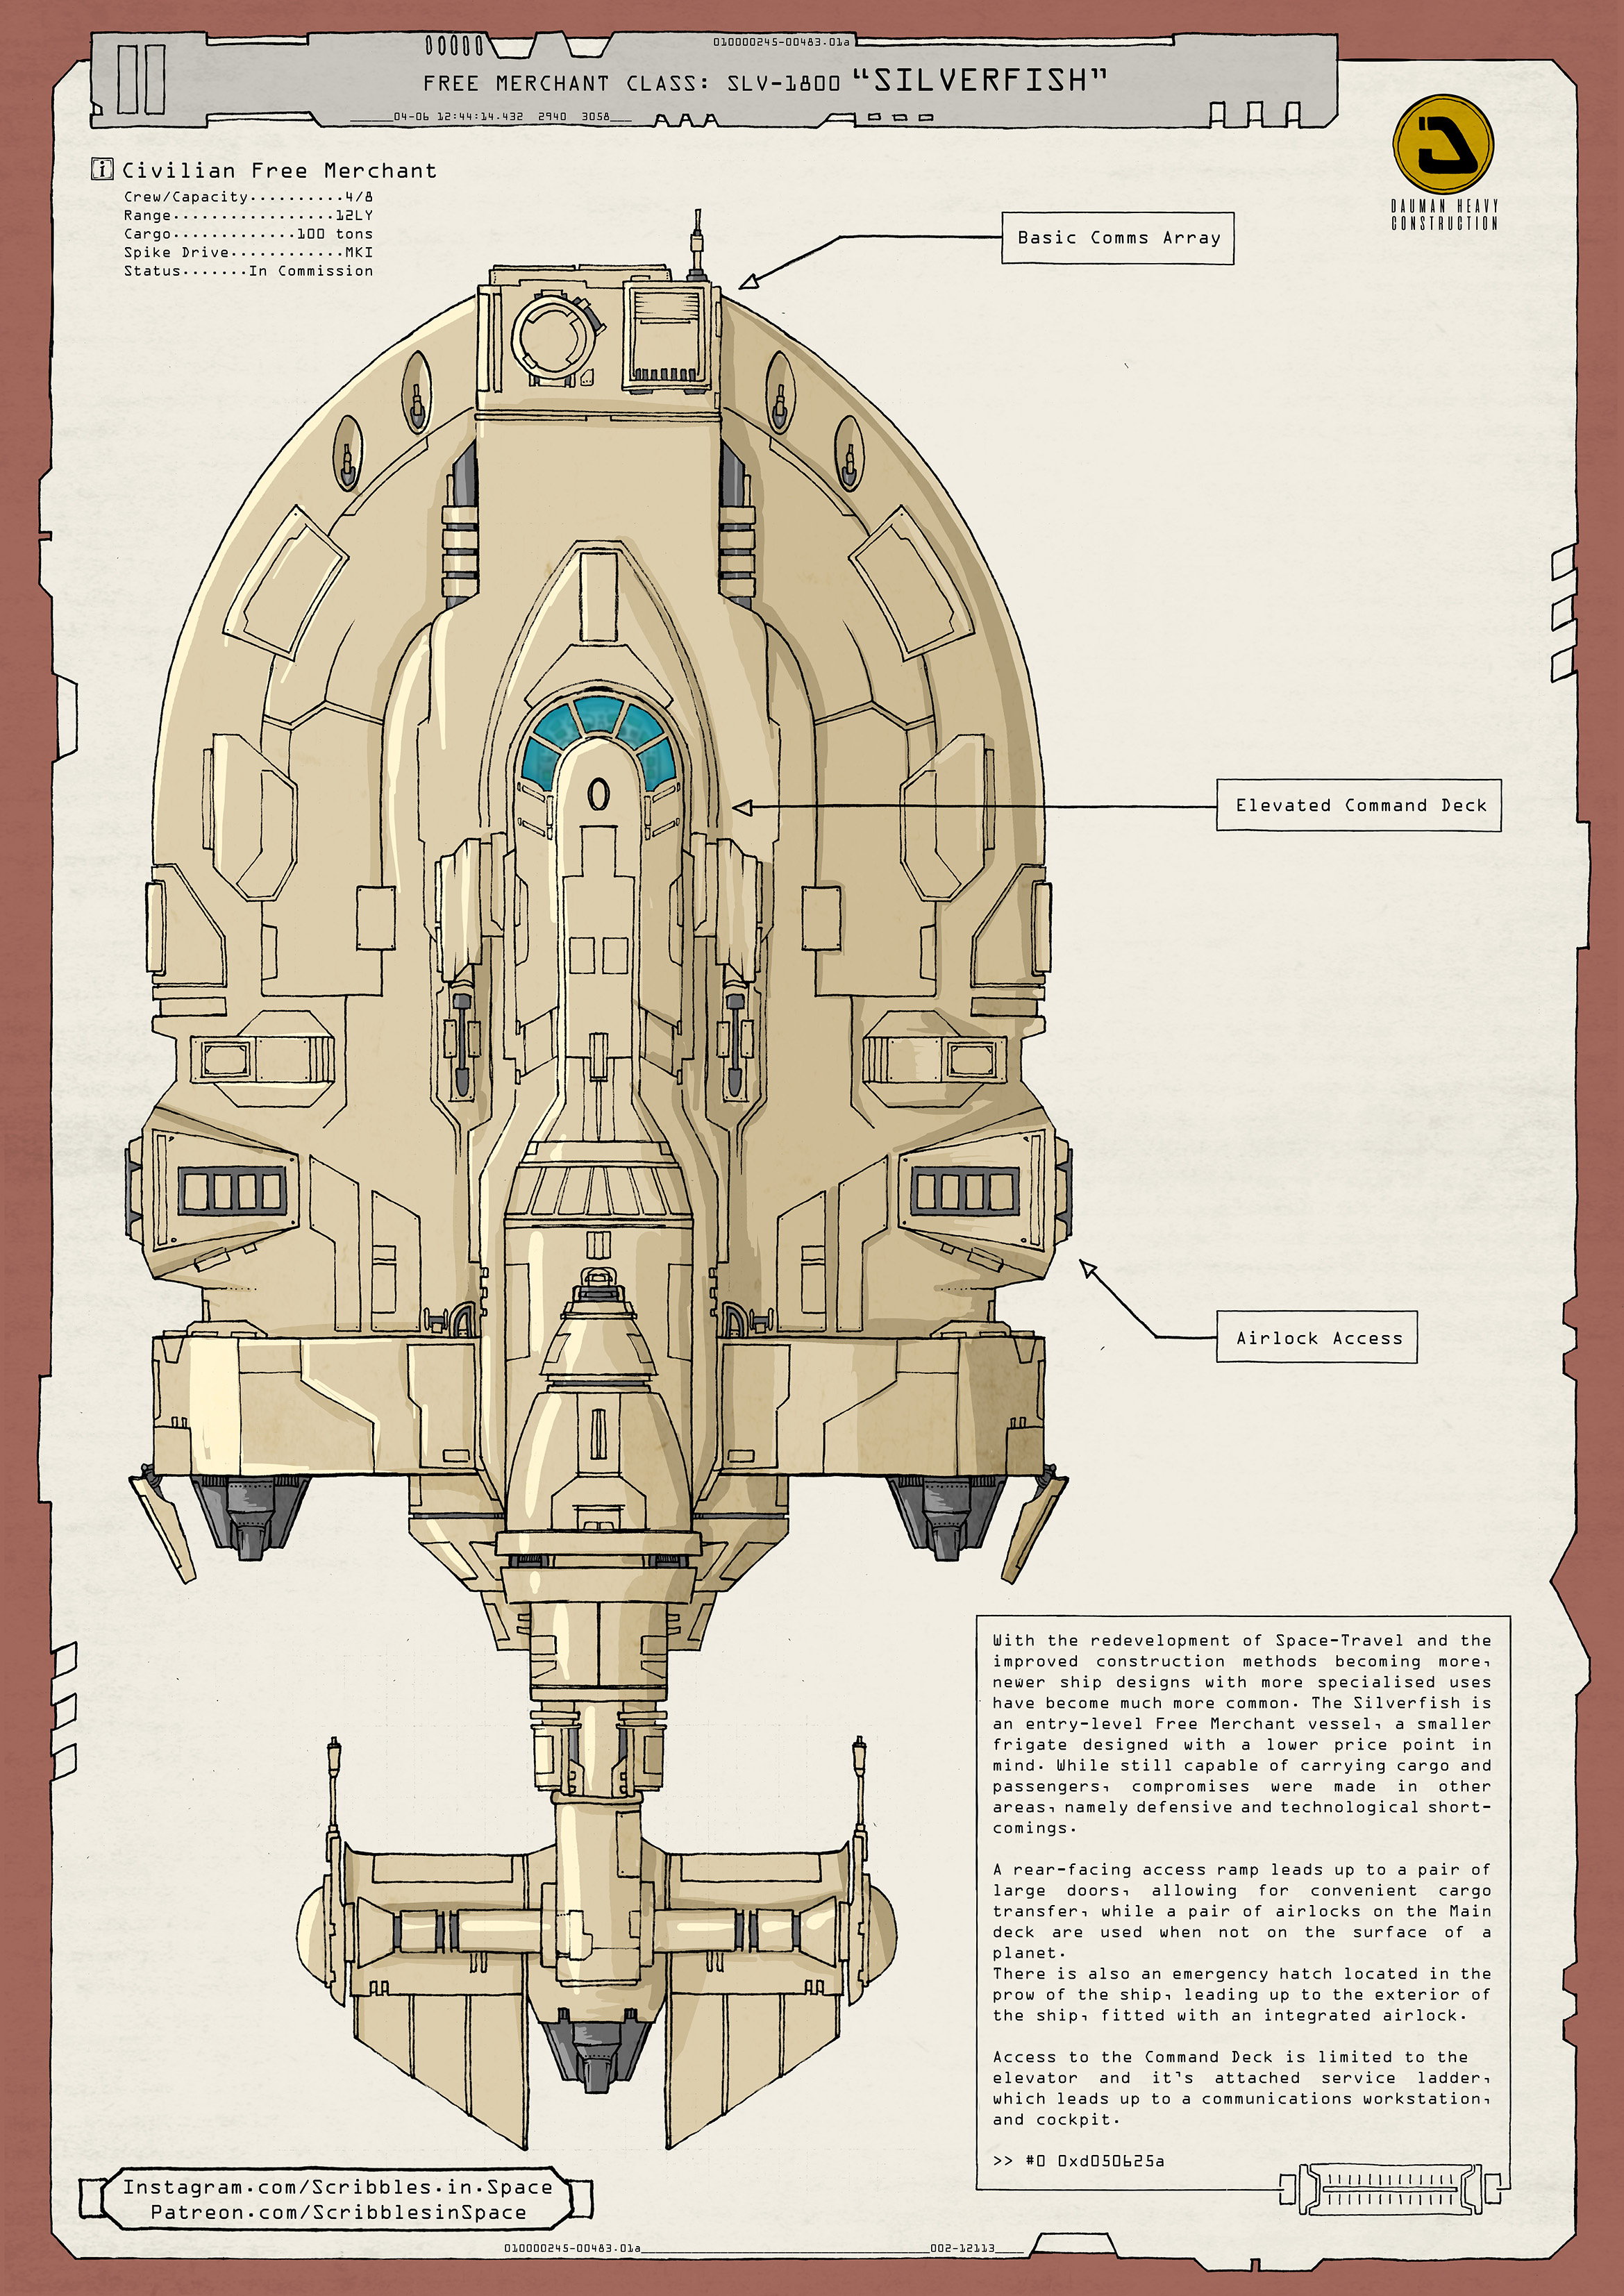 010000245-00483.01a
FREE MERCHANT CLASS: SLV-1800 “SILVERFISH”
04-06 12:44:14.432 2940 3058
DAUMAN HEAVY
CONSTRUCTION
i Civilian Free Merchant
Crew/Capacity..........4/8
Range.................12LY
Cargo.............100 tons
Spike Drive............MKI
Status.......In Commission
Basic Comms Array
Elevated Command Deck
Airlock Access
With the redevelopment of Space-Travel and the
improved construction methods becoming more,
newer ship designs with more specialised uses
have become much more common. The Silverfish is
an entry-level Free Merchant vessel, a smaller
frigate designed with a lower price point in
mind. While still capable of carrying cargo and
passengers, compromises were made in other
areas, namely defensive and technological short-
comings.
A rear-facing access ramp leads up to a pair of
large doors, allowing for convenient cargo
transfer, while a pair of airlocks on the Main
deck are used when not on the surface of a
planet.
There is also an emergency hatch located in the
prow of the ship, leading up to the exterior of
the ship, fitted with an integrated airlock.
Access to the Command Deck is limited to the
elevator and it's attached service ladder,
which leads up to a communications workstation,
and cockpit.
>> #0 0xd050b25a
Instagram.com/Scribbles.in.Space
Patreon.com/ScribblesinSpace
010000245-00483.01a
002-12113